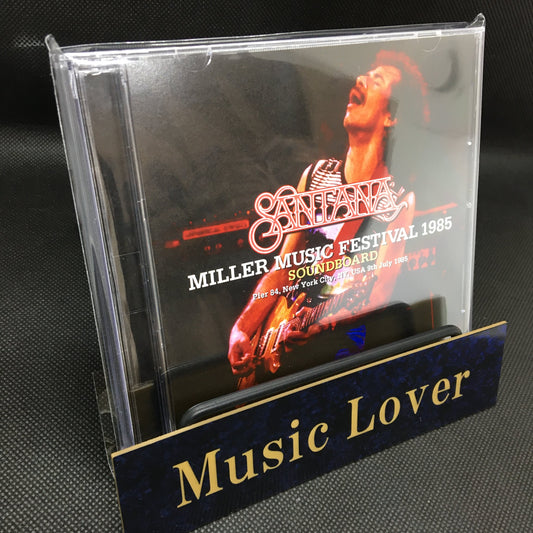 SANTANA
MILLER MUSIC FESTIVAL 1985
SOUNDBOARD
Pier 84, New York City, NY, USA 9th July 1985
Music Lover